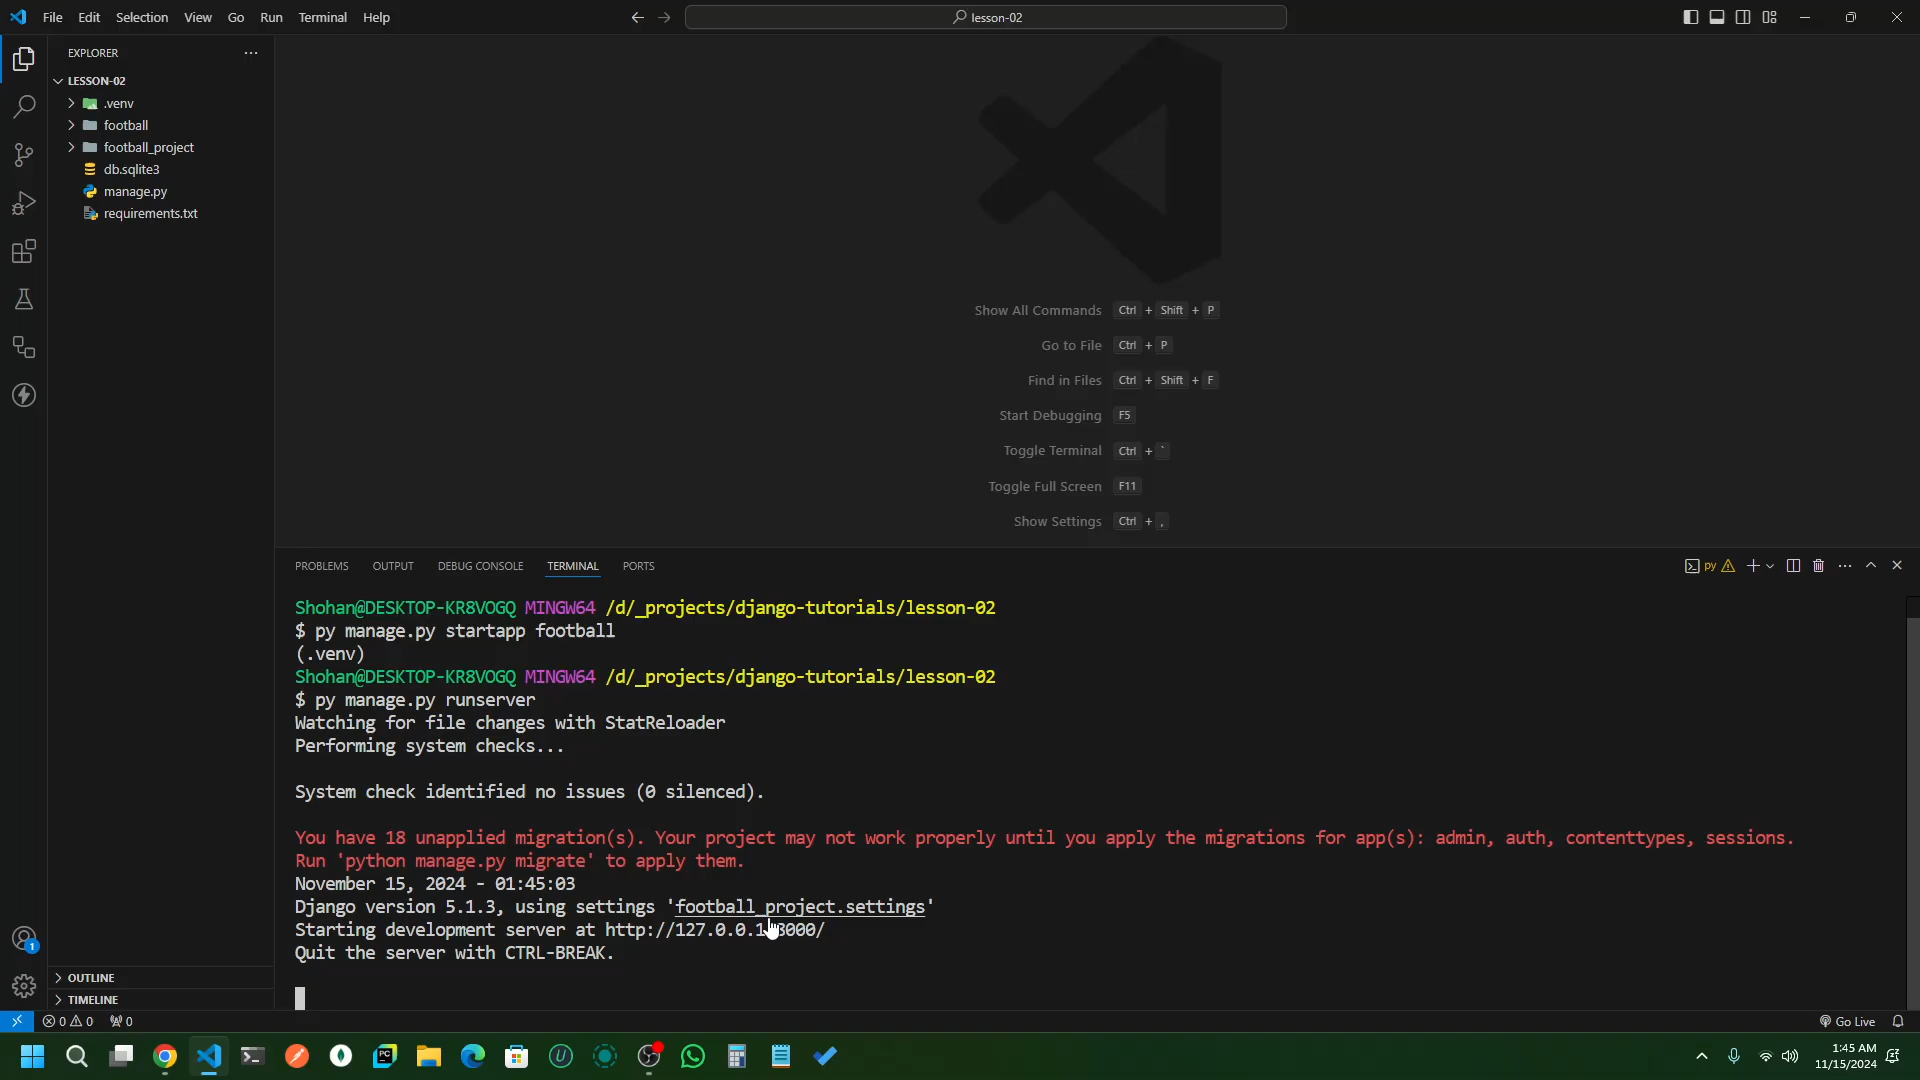 File Edit Selection View Go Run Terminal Help
lesson-02
EXPLORER
LESSON-02
.venv
football
football_project
db.sqlite3
manage.py
requirements.txt
Show All Commands Ctrl + Shift + P
Go to File Ctrl + P
Find in Files Ctrl + Shift + F
Start Debugging F5
Toggle Terminal Ctrl + `
Toggle Full Screen F11
Show Settings Ctrl + ,
PROBLEMS OUTPUT DEBUG CONSOLE TERMINAL PORTS
py
Shohan@DESKTOP-KR8VOGQ MINGW64 /d/_projects/django-tutorials/lesson-02
$ py manage.py startapp football
(.venv)
Shohan@DESKTOP-KR8VOGQ MINGW64 /d/_projects/django-tutorials/lesson-02
$ py manage.py runserver
Watching for file changes with StatReloader
Performing system checks...
System check identified no issues (0 silenced).
You have 18 unapplied migration(s). Your project may not work properly until you apply the migrations for app(s): admin, auth, contenttypes, sessions.
Run 'python manage.py migrate' to apply them.
November 15, 2024 - 01:45:03
Django version 5.1.3, using settings 'football_project.settings'
Starting development server at http://127.0.0.1:8000/
Quit the server with CTRL-BREAK.
1
OUTLINE
TIMELINE
0 0 0
Go Live
PC
U
1:45 AM
11/15/2024